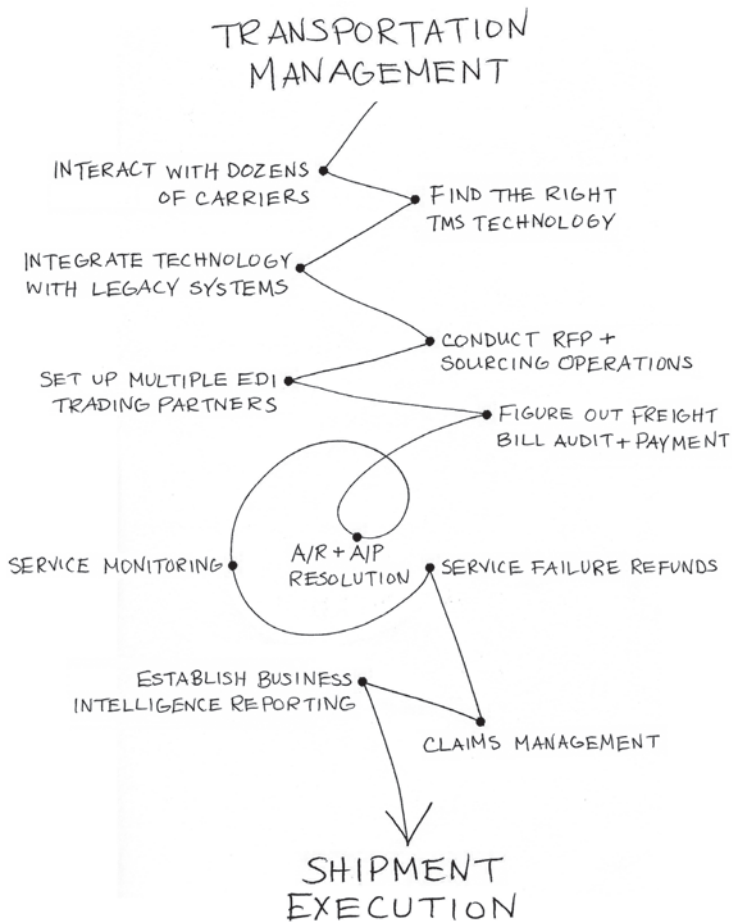 TRANSPORTATION
MANAGEMENT
INTERACT WITH DOZENS
OF CARRIERS
FIND THE RIGHT
TMS TECHNOLOGY
INTEGRATE TECHNOLOGY
WITH LEGACY SYSTEMS
CONDUCT RFP +
SOURCING OPERATIONS
SET UP MULTIPLE EDI
TRADING PARTNERS
FIGURE OUT FREIGHT
BILL AUDIT + PAYMENT
A/R + A/P
RESOLUTION
SERVICE MONITORING
SERVICE FAILURE REFUNDS
CLAIMS MANAGEMENT
ESTABLISH BUSINESS
INTELLIGENCE REPORTING
SHIPMENT
EXECUTION